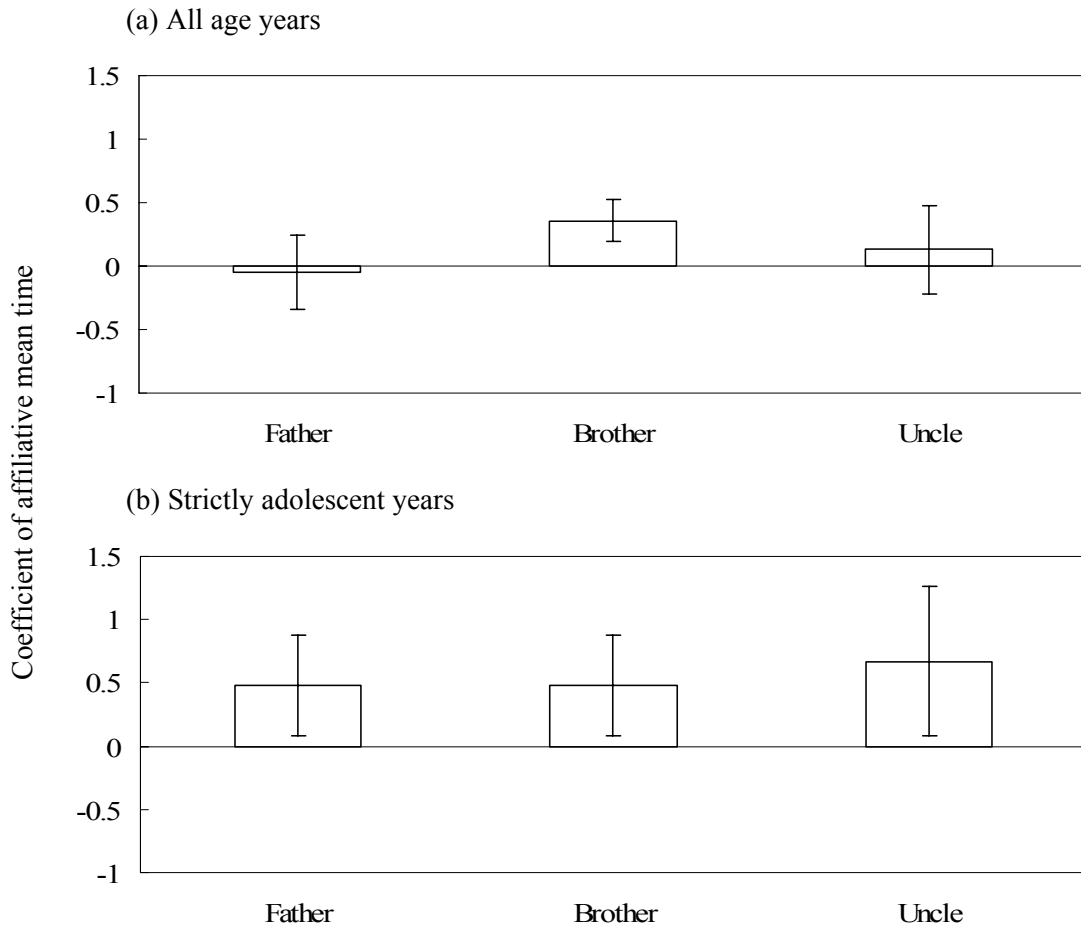 (a) All age years
1.5
1
0.5
0
-0.5
-1
Father Brother Uncle
Coefficient of affiliative mean time
(b) Strictly adolescent years
1.5
1
0.5
0
-0.5
-1
Father Brother Uncle